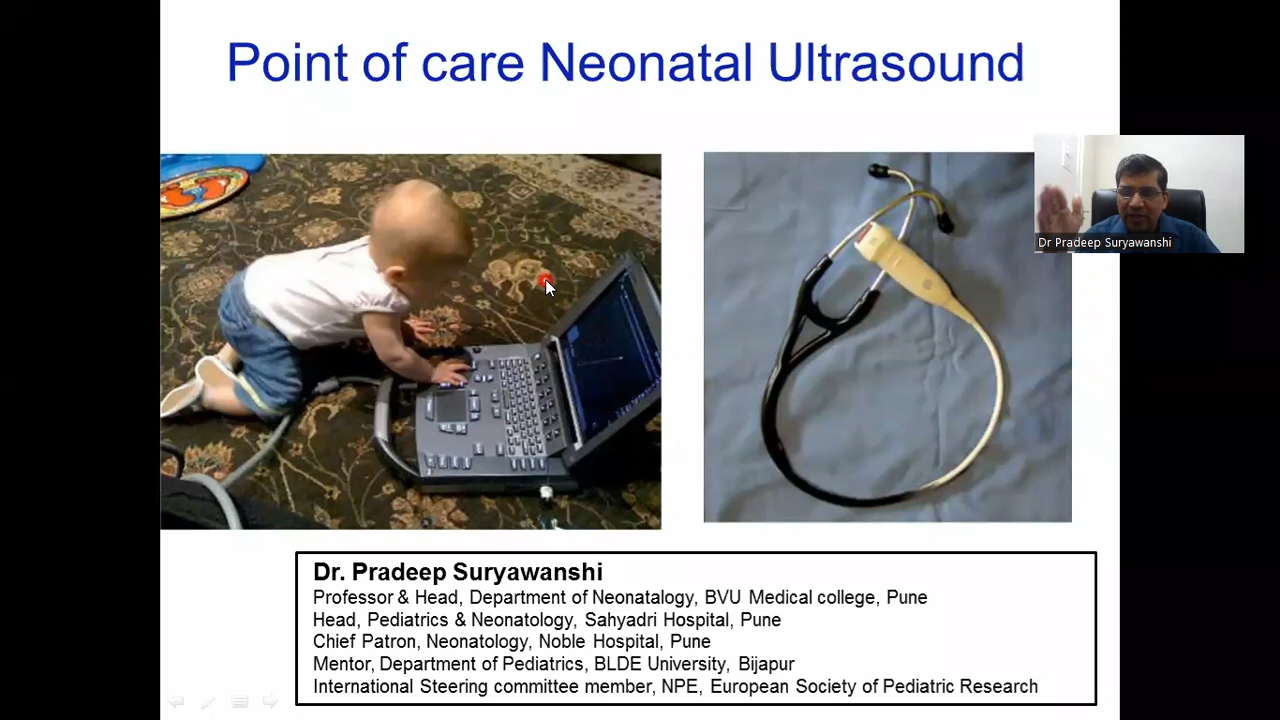 Point of care Neonatal Ultrasound
Dr Pradeep Suryawanshi
Dr. Pradeep Suryawanshi
Professor & Head, Department of Neonatalogy, BVU Medical college, Pune
Head, Pediatrics & Neonatology, Sahyadri Hospital, Pune
Chief Patron, Neonatology, Noble Hospital, Pune
Mentor, Department of Pediatrics, BLDE University, Bijapur
International Steering committee member, NPE, European Society of Pediatric Research